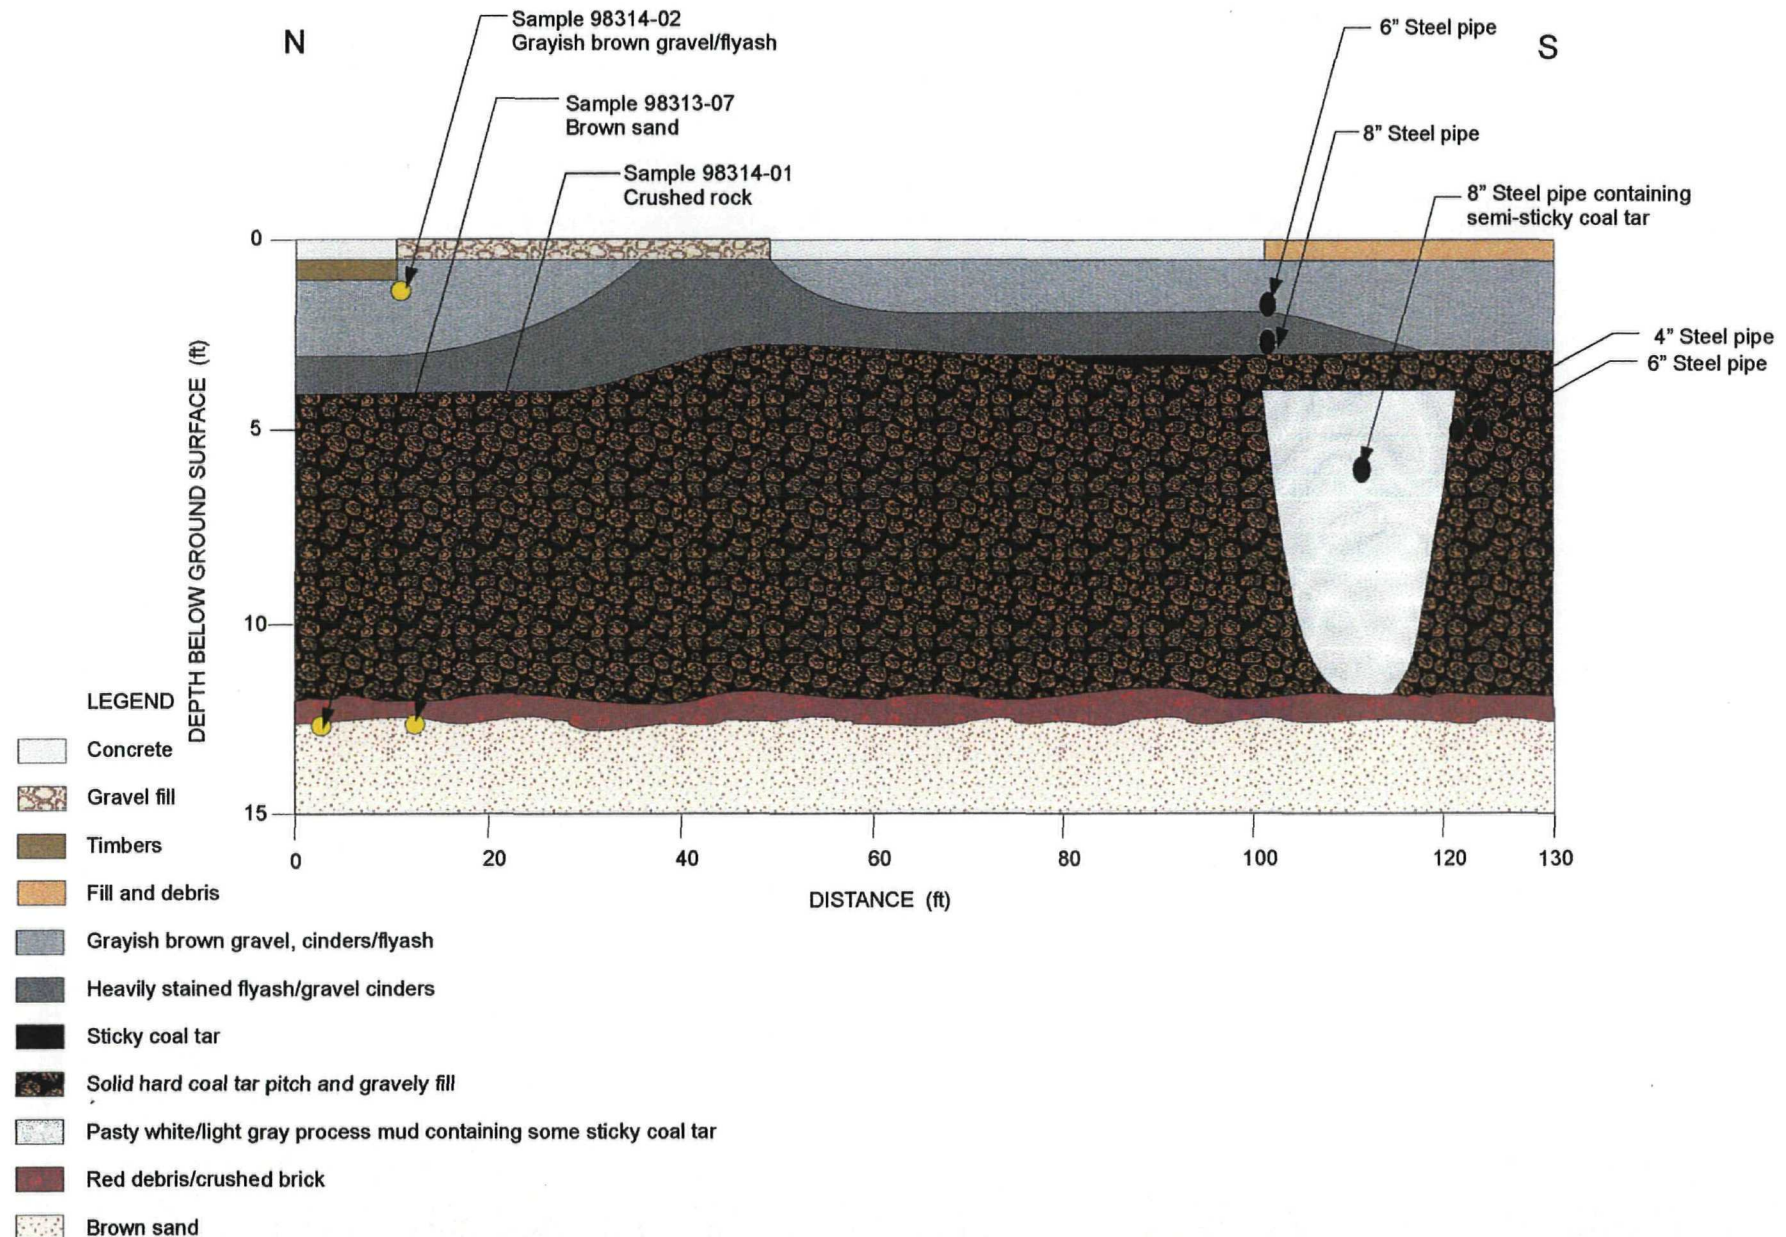 N
Sample 98314-02
Grayish brown gravel/flyash
Sample 98313-07
Brown sand
Sample 98314-01
Crushed rock
6" Steel pipe
S
8" Steel pipe
8" Steel pipe containing
semi-sticky coal tar
4" Steel pipe
6" Steel pipe
0
5
10
15
DEPTH BELOW GROUND SURFACE (ft)
0
20
40
60
80
100
120
130
DISTANCE (ft)
LEGEND
Concrete
Gravel fill
Timbers
Fill and debris
Grayish brown gravel, cinders/flyash
Heavily stained flyash/gravel cinders
Sticky coal tar
Solid hard coal tar pitch and gravely fill
Pasty white/light gray process mud containing some sticky coal tar
Red debris/crushed brick
Brown sand